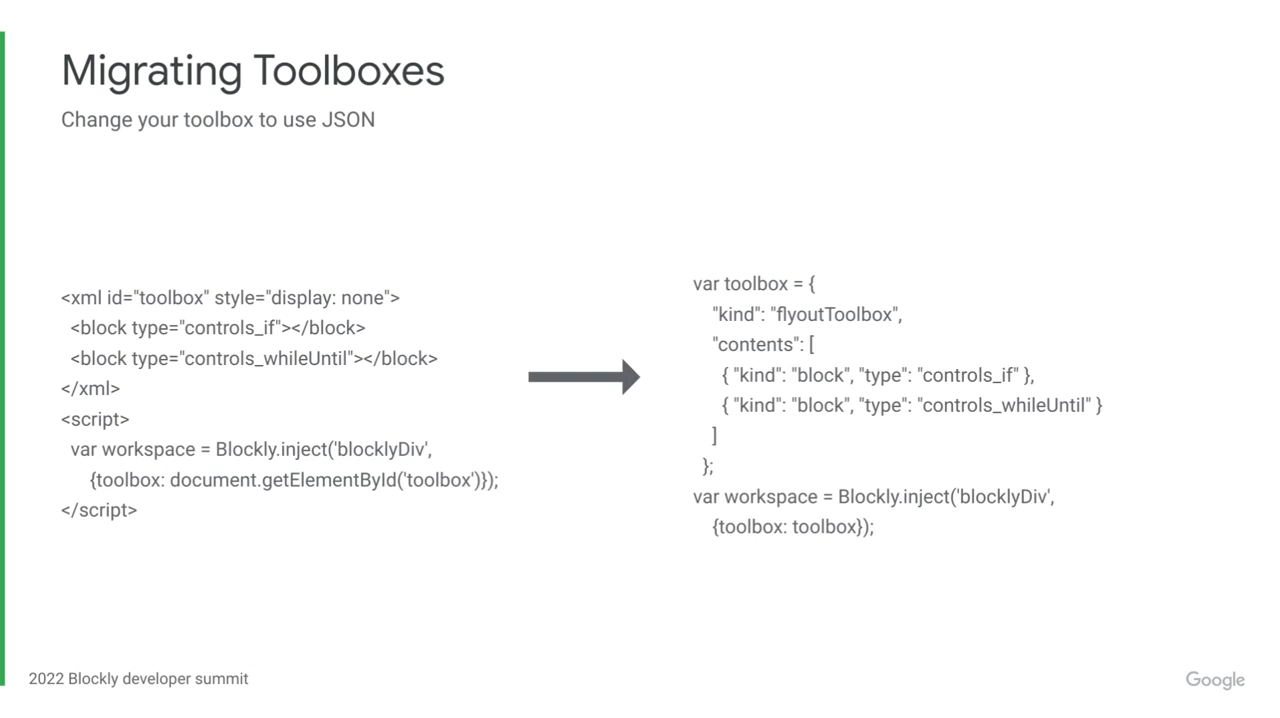 Migrating Toolboxes
Change your toolbox to use JSON
<xml id="toolbox" style="display: none">
<block type="controls_if"></block>
<block type="controls_whileUntil"></block>
</xml>
<script>
var workspace = Blockly.inject('blocklyDiv',
{toolbox: document.getElementById('toolbox')});
</script>
var toolbox = {
"kind": "flyoutToolbox",
"contents": [
{ "kind": "block", "type": "controls_if" },
{ "kind": "block", "type": "controls_whileUntil" }
]
};
var workspace = Blockly.inject('blocklyDiv',
{toolbox: toolbox});
2022 Blockly developer summit
Google